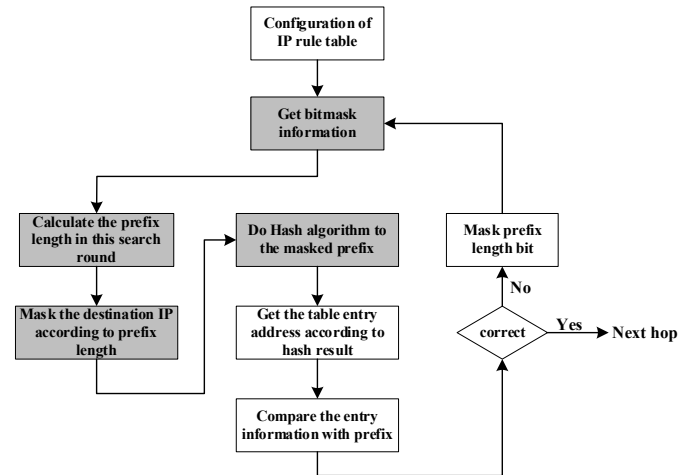 Configuration of
IP rule table
Get bitmask
information
Calculate the prefix
length in this search
round
Mask the destination IP
according to prefix
length
Do Hash algorithm to
the masked prefix
Get the table entry
address according to
hash result
Compare the entry
information with prefix
Mask prefix
length bit
No
correct
Yes
Next hop